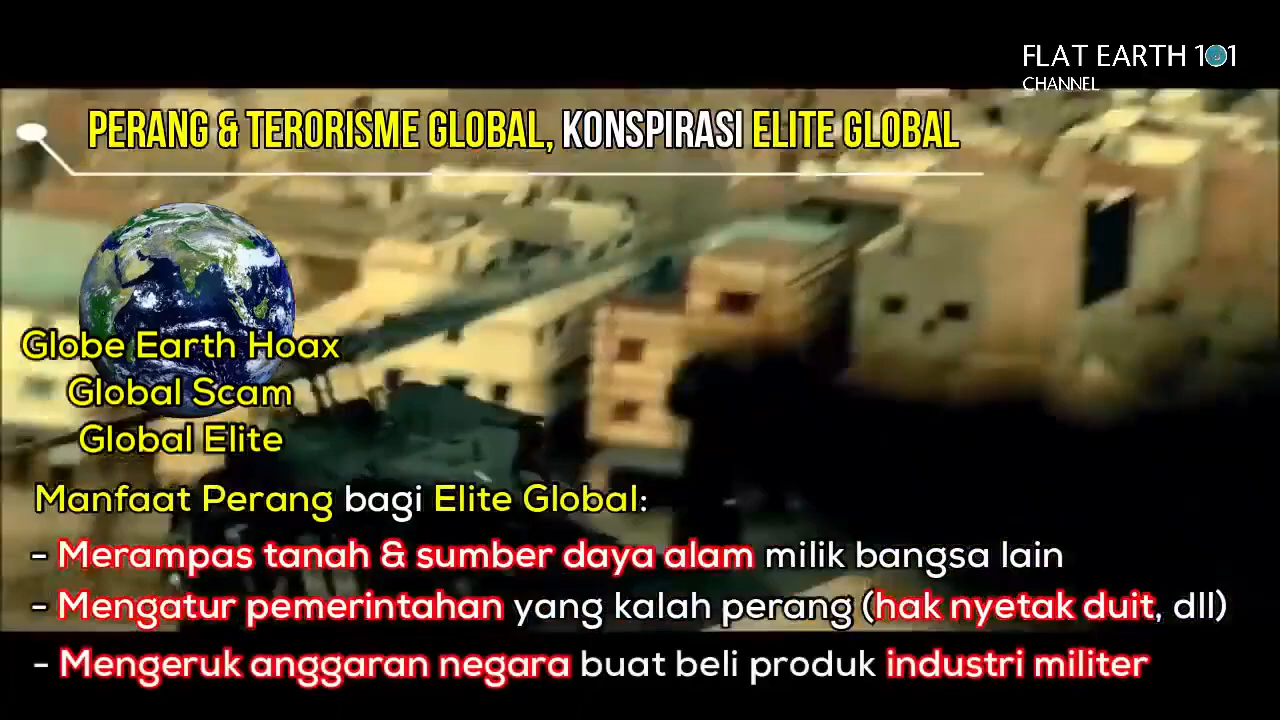 FLAT EARTH 101
CHANNEL
PERANG & TERORISME GLOBAL, KONSPIRASI ELITE GLOBAL
Globe Earth Hoax
Global Scam
Global Elite
Manfaat Perang bagi Elite Global:
- Merampas tanah & sumber daya alam milik bangsa lain
- Mengatur pemerintahan yang kalah perang (hak nyetak duit, dll)
- Mengeruk anggaran negara buat beli produk industri militer